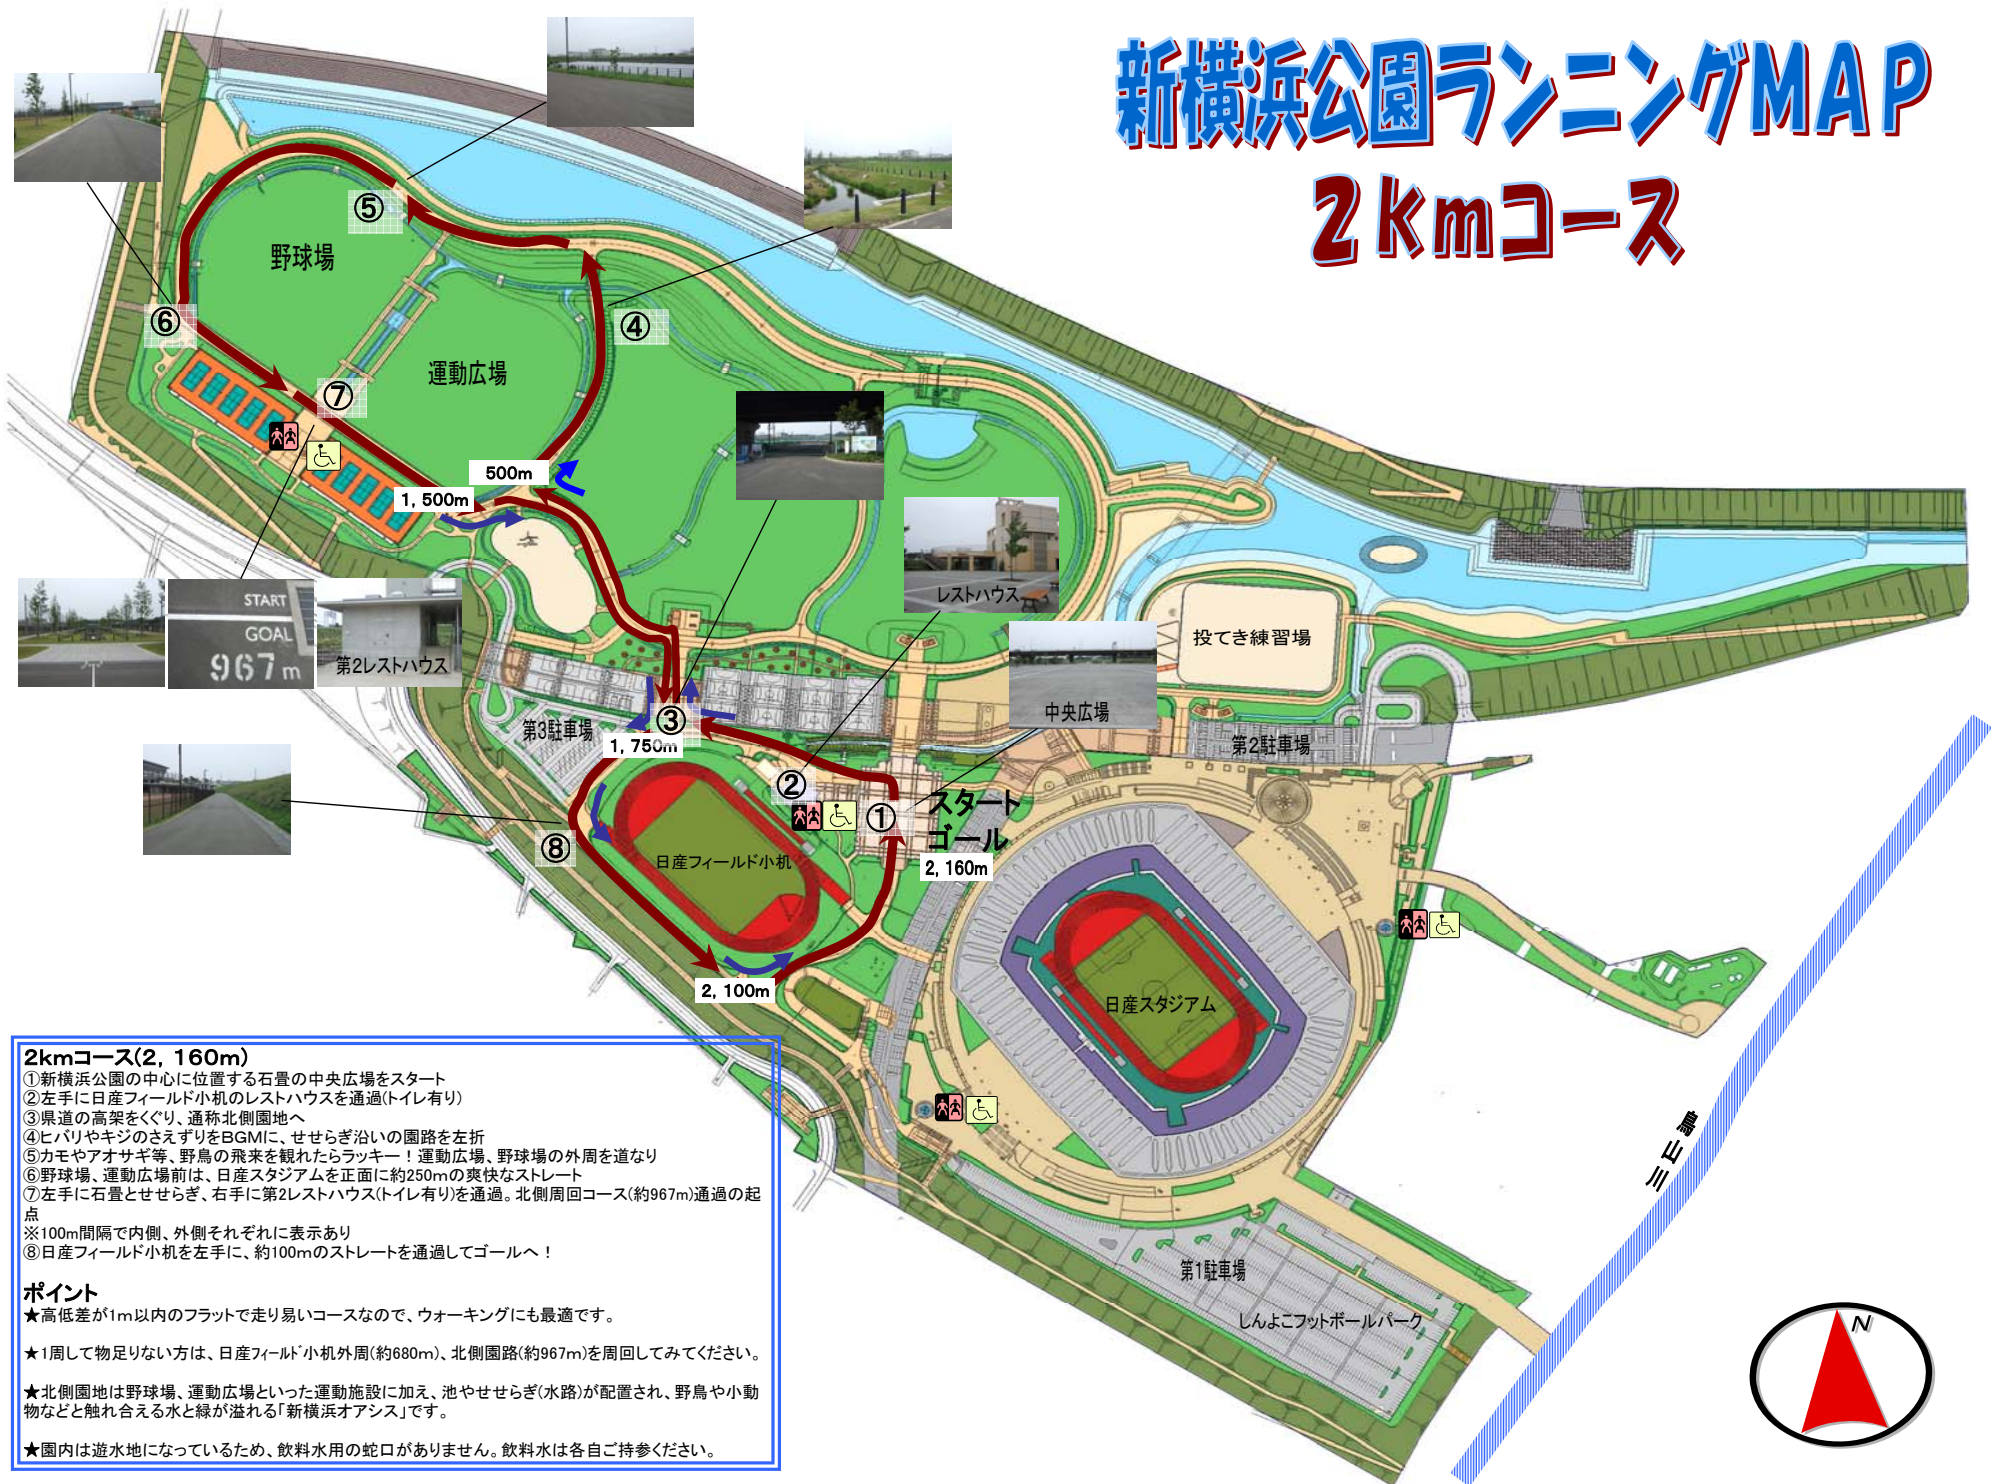 新横浜公園ランニングMAP
2kmコース
⑤
野球場
④
⑥
運動広場
⑦
500m
1, 500m
レストハウス
START
GOAL
967m
第2レストハウス
投てき練習場
中央広場
第3駐車場
③
1, 750m
第2駐車場
②
①
スタート
ゴール
2, 160m
⑧
日産フィールド小机
2, 100m
日産スタジアム
鳥山川
第1駐車場
しんよこフットボールパーク
N
2kmコース(2, 160m)
①新横浜公園の中心に位置する石畳の中央広場をスタート
②左手に日産フィールド小机のレストハウスを通過(トイレ有り)
③県道の高架をくぐり、通称北側園地へ
④ヒバリやキジのさえずりをBGMに、せせらぎ沿いの園路を左折
⑤カモやアオサギ等、野鳥の飛来を観れたらラッキー！運動広場、野球場の外周を道なり
⑥野球場、運動広場前は、日産スタジアムを正面に約250mの爽快なストレート
⑦左手に石畳とせせらぎ、右手に第2レストハウス(トイレ有り)を通過。北側周回コース(約967m)通過の起
点
※100m間隔で内側、外側それぞれに表示あり
⑧日産フィールド小机を左手に、約100mのストレートを通過してゴールへ！
ポイント
★高低差が1m以内のフラットで走り易いコースなので、ウォーキングにも最適です。
★1周して物足りない方は、日産ﾌｨｰﾙﾄﾞ小机外周(約680m)、北側園路(約967m)を周回してみてください。
★北側園地は野球場、運動広場といった運動施設に加え、池やせせらぎ(水路)が配置され、野鳥や小動
物などと触れ合える水と緑が溢れる「新横浜オアシス」です。
★園内は遊水地になっているため、飲料水用の蛇口がありません。飲料水は各自ご持参ください。